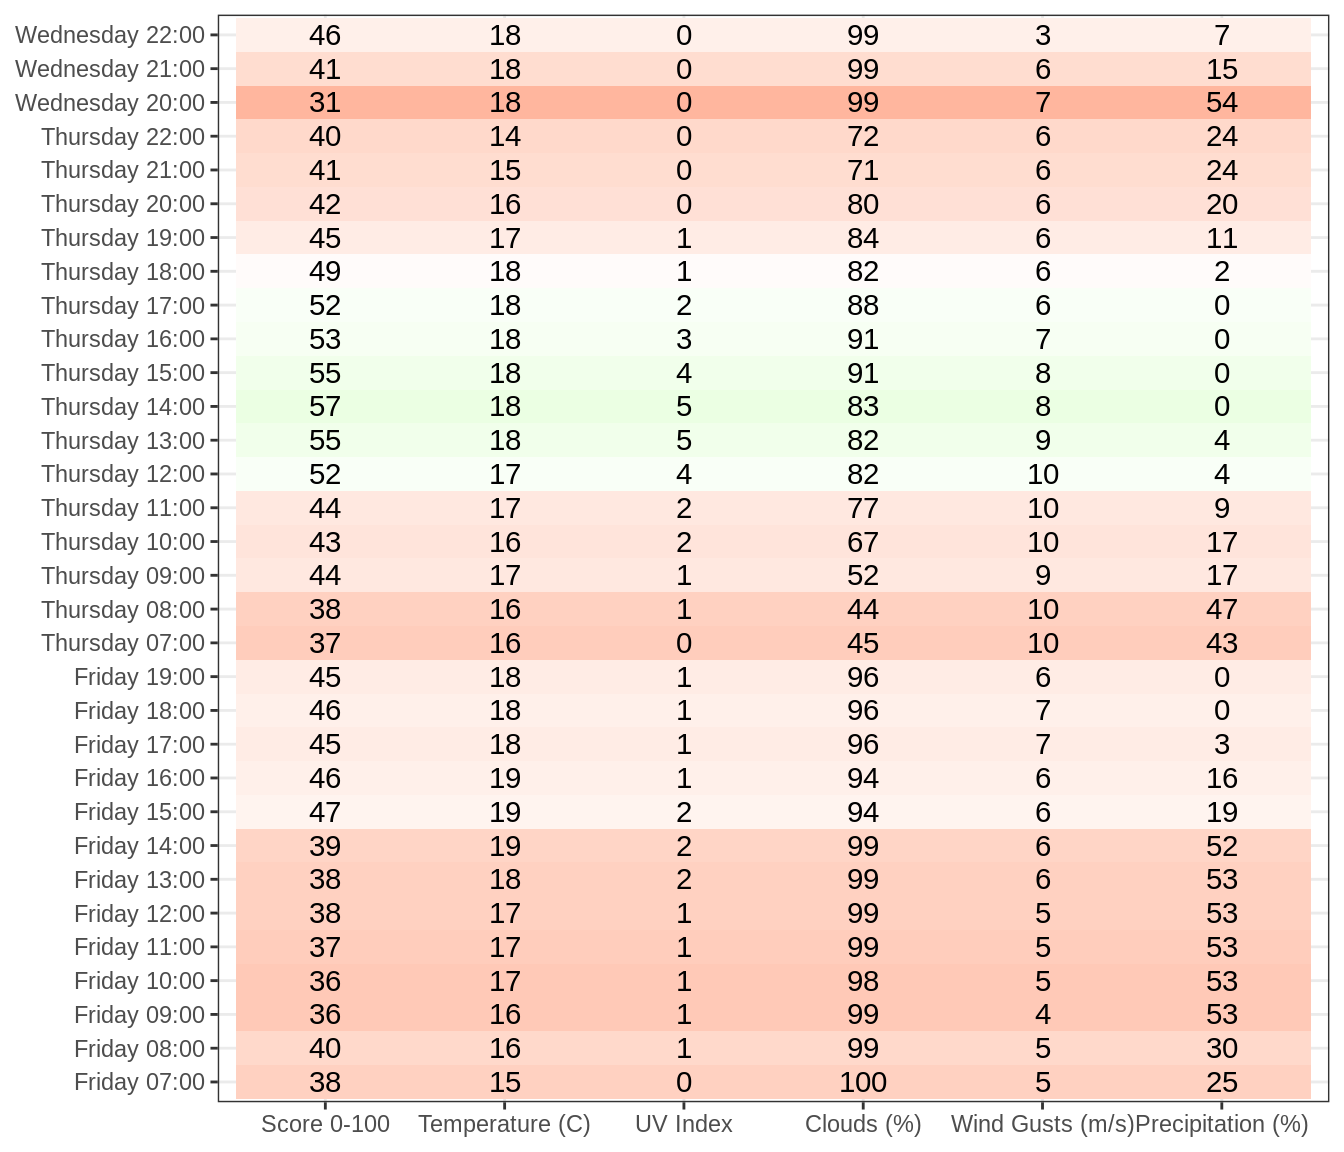 Wednesday 22:00 46 18 0 99 3 7
Wednesday 21:00 41 18 0 99 6 15
Wednesday 20:00 31 18 0 99 7 54
Thursday 22:00 40 14 0 72 6 24
Thursday 21:00 41 15 0 71 6 24
Thursday 20:00 42 16 0 80 6 20
Thursday 19:00 45 17 1 84 6 11
Thursday 18:00 49 18 1 82 6 2
Thursday 17:00 52 18 2 88 6 0
Thursday 16:00 53 18 3 91 7 0
Thursday 15:00 55 18 4 91 8 0
Thursday 14:00 57 18 5 83 8 0
Thursday 13:00 55 18 5 82 9 4
Thursday 12:00 52 17 4 82 10 4
Thursday 11:00 44 17 2 77 10 9
Thursday 10:00 43 16 2 67 10 17
Thursday 09:00 44 17 1 52 9 17
Thursday 08:00 38 16 1 44 10 47
Thursday 07:00 37 16 0 45 10 43
Friday 19:00 45 18 1 96 6 0
Friday 18:00 46 18 1 96 7 0
Friday 17:00 45 18 1 96 7 3
Friday 16:00 46 19 1 94 6 16
Friday 15:00 47 19 2 94 6 19
Friday 14:00 39 19 2 99 6 52
Friday 13:00 38 18 2 99 6 53
Friday 12:00 38 17 1 99 5 53
Friday 11:00 37 17 1 99 5 53
Friday 10:00 36 17 1 98 5 53
Friday 09:00 36 16 1 99 4 53
Friday 08:00 40 16 1 99 5 30
Friday 07:00 38 15 0 100 5 25
Score 0-100 Temperature (C) UV Index Clouds (%) Wind Gusts (m/s) Precipitation (%)